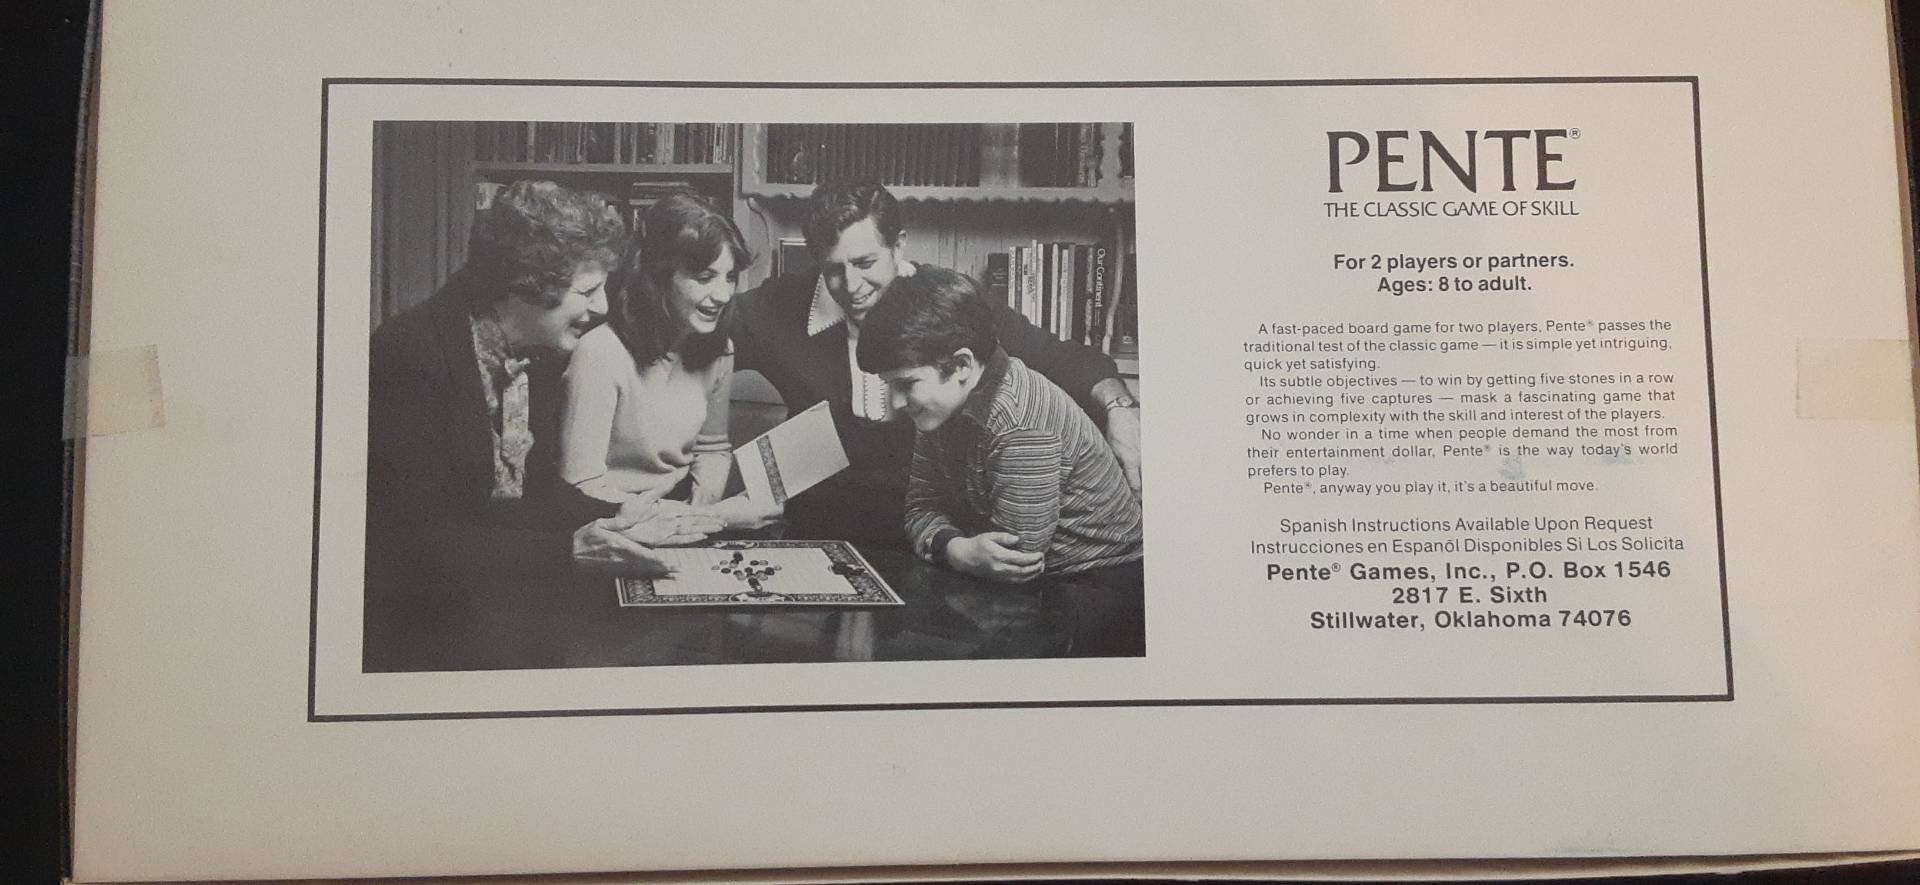 PENTE®
THE CLASSIC GAME OF SKILL
For 2 players or partners.
Ages: 8 to adult.
A fast-paced board game for two players, Pente® passes the
traditional test of the classic game — it is simple yet intriguing,
quick yet satisfying.
Its subtle objectives — to win by getting five stones in a row
or achieving five captures — mask a fascinating game that
grows in complexity with the skill and interest of the players.
No wonder in a time when people demand the most from
their entertainment dollar, Pente® is the way today's world
prefers to play.
Pente®, anyway you play it, it's a beautiful move.
Spanish Instructions Available Upon Request
Instrucciones en Espanõl Disponibles Si Los Solicita
Pente® Games, Inc., P.O. Box 1546
2817 E. Sixth
Stillwater, Oklahoma 74076
Our Continent